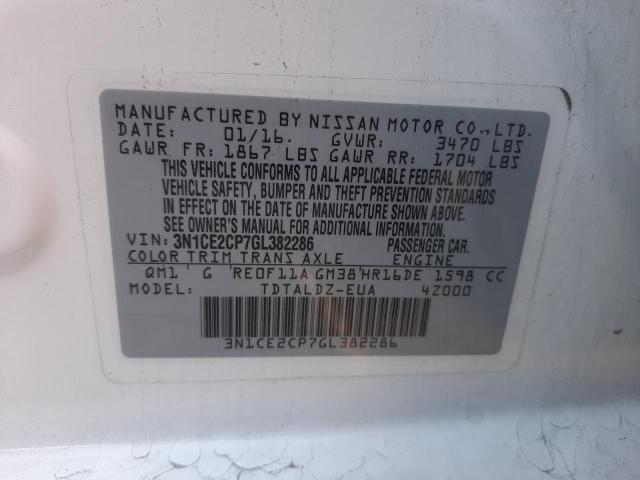 MANUFACTURED BY NISSAN MOTOR CO.,LTD.
DATE: 01/16. GVWR: 3470 LBS
GAWR FR: 1867 LBS GAWR RR: 1704 LBS
THIS VEHICLE CONFORMS TO ALL APPLICABLE FEDERAL MOTOR
VEHICLE SAFETY, BUMPER AND THEFT PREVENTION STANDARDS
IN EFFECT ON THE DATE OF MANUFACTURE SHOWN ABOVE.
SEE OWNER'S MANUAL FOR ADDITIONAL INFORMATION.
VIN: 3N1CE2CP7GL382286 PASSENGER CAR.
COLOR TRIM TRANS AXLE ENGINE
QM1 G RE0F11A GM38 HR16DE 1598 CC
MODEL: TDTALDZ-EUA 4Z000
3N1CE2CP7GL382286